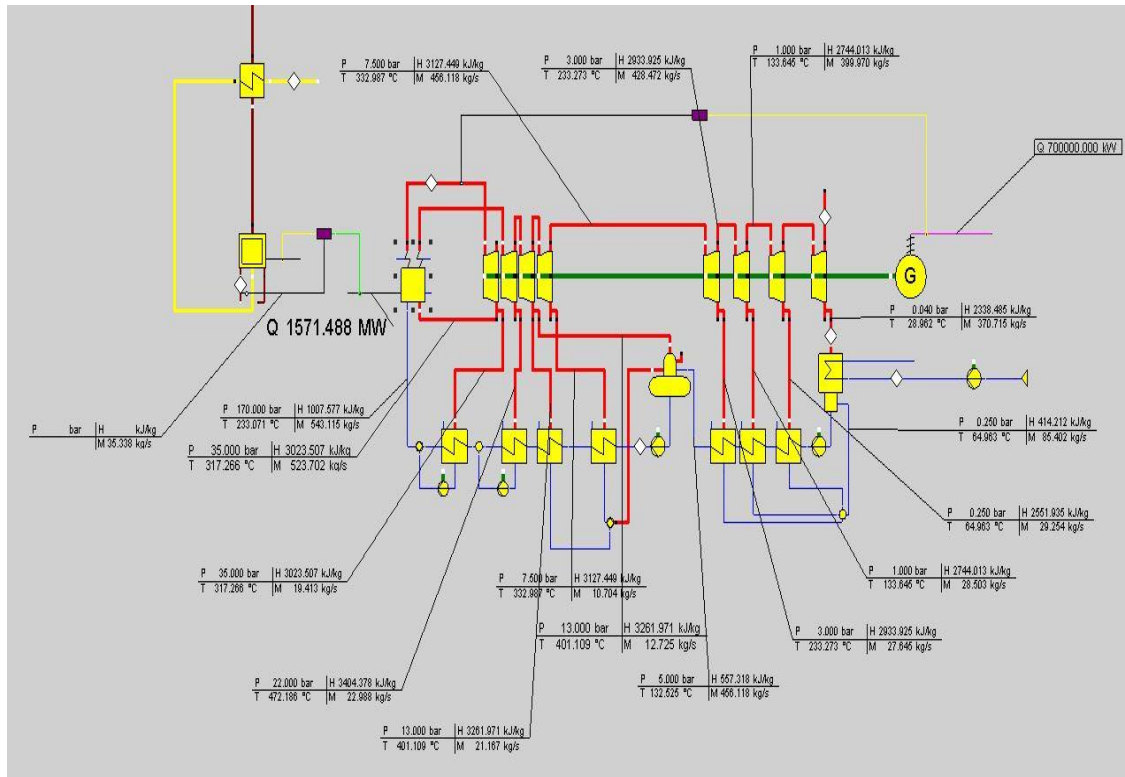 P 7.500 bar H 3127.449 kJ/kg
T 332.987 °C M 456.118 kg/s
P 3.000 bar H 2933.925 kJ/kg
T 233.273 °C M 428.472 kg/s
P 1.000 bar H 2744.013 kJ/kg
T 133.645 °C M 399.970 kg/s
Q 700000.000 kW
G
P 0.040 bar H 2338.485 kJ/kg
T 28.962 °C M 370.715 kg/s
Q 1571.488 MW
P 170.000 bar H 1007.577 kJ/kg
T 233.071 °C M 543.115 kg/s
P bar H kJ/kg
M 35.338 kg/s
P 35.000 bar H 3023.507 kJ/kg
T 317.266 °C M 523.702 kg/s
P 0.250 bar H 414.212 kJ/kg
T 64.963 °C M 85.402 kg/s
P 0.250 bar H 2551.935 kJ/kg
T 64.963 °C M 29.254 kg/s
P 35.000 bar H 3023.507 kJ/kg
T 317.266 °C M 19.413 kg/s
P 7.500 bar H 3127.449 kJ/kg
T 332.987 °C M 10.704 kg/s
P 1.000 bar H 2744.013 kJ/kg
T 133.645 °C M 28.503 kg/s
P 13.000 bar H 3261.971 kJ/kg
T 401.109 °C M 12.725 kg/s
P 3.000 bar H 2933.925 kJ/kg
T 233.273 °C M 27.645 kg/s
P 22.000 bar H 3404.378 kJ/kg
T 472.186 °C M 22.988 kg/s
P 5.000 bar H 557.318 kJ/kg
T 132.525 °C M 456.118 kg/s
P 13.000 bar H 3261.971 kJ/kg
T 401.109 °C M 21.167 kg/s